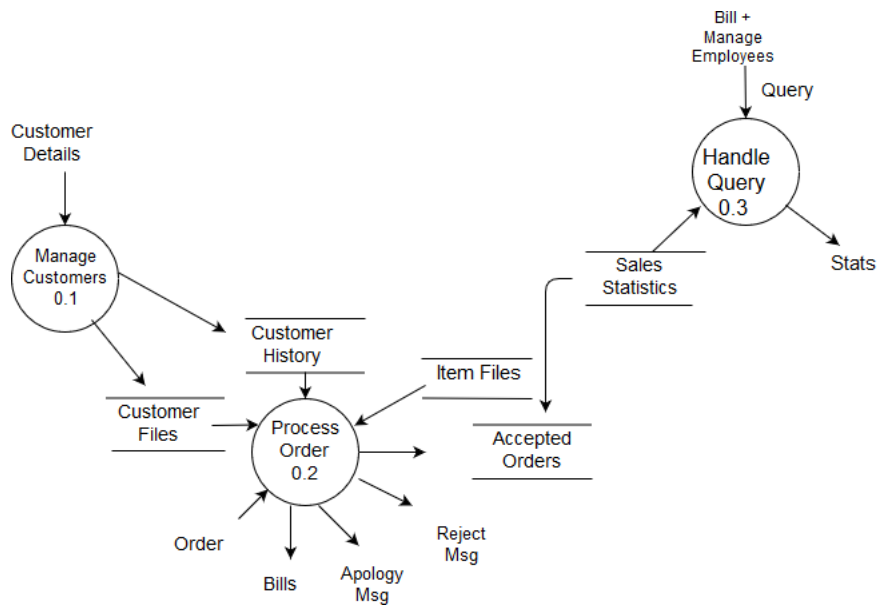 Bill +
Manage
Employees
Query
Customer
Details
Handle
Query
0.3
Manage
Customers
0.1
Sales
Statistics
Stats
Customer
History
Item Files
Customer
Files
Process
Order
0.2
Accepted
Orders
Order
Reject
Msg
Bills
Apology
Msg